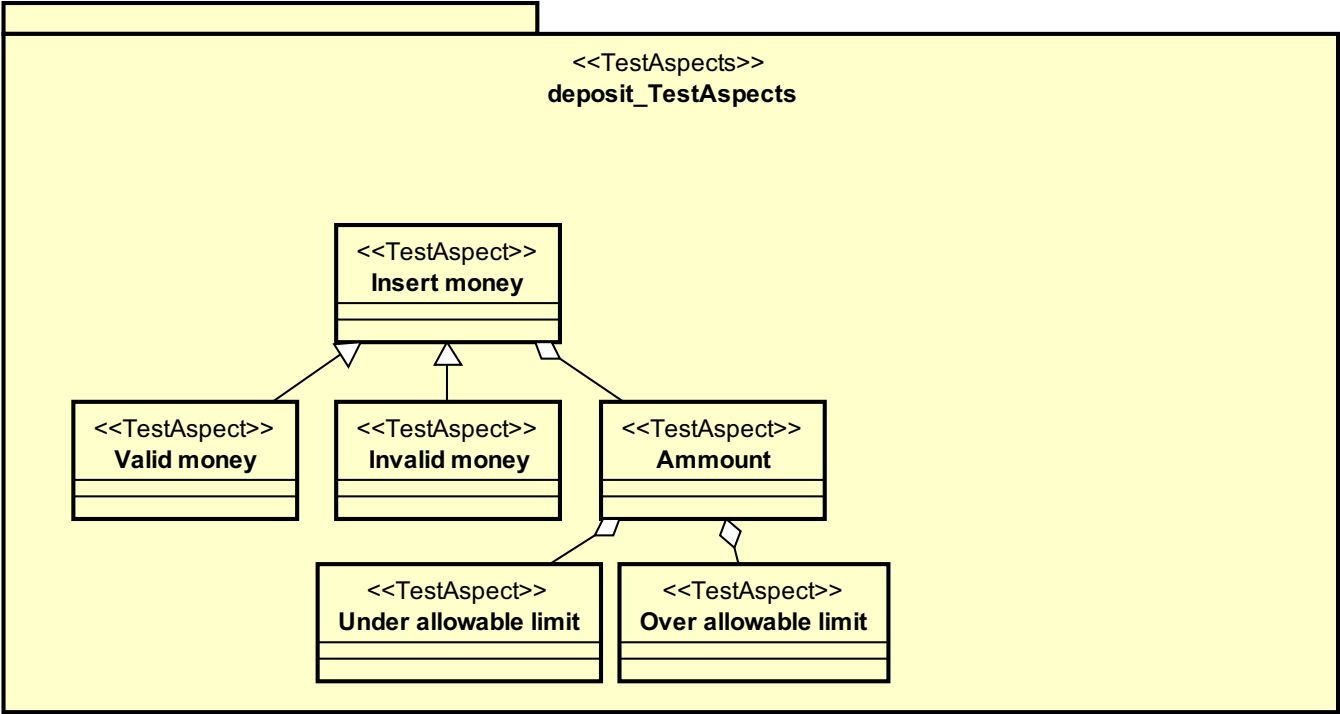 <<TestAspects>>
deposit_TestAspects
<<TestAspect>>
Insert money
<<TestAspect>>
Valid money
<<TestAspect>>
Invalid money
<<TestAspect>>
Ammount
<<TestAspect>>
Under allowable limit
<<TestAspect>>
Over allowable limit